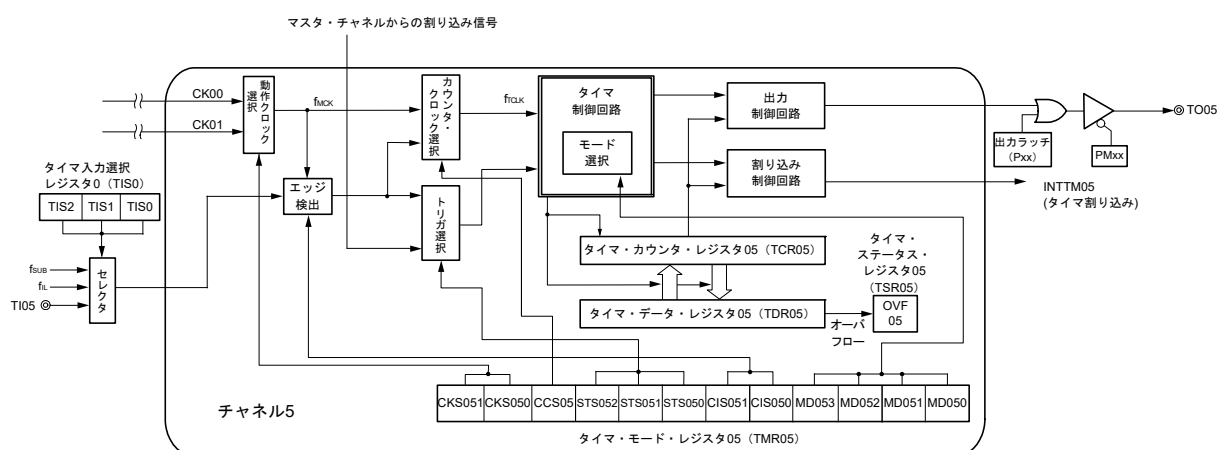 マスタ・チャネルからの割り込み信号
CK00
CK01
動作クロック
選択
fMCK
カウンタ・
クロック選択
fTCLK
タイマ
制御回路
モード
選択
出力
制御回路
出力ラッチ
(Pxx)
PMxx
TO05
割り込み
制御回路
INTTM05
(タイマ割り込み)
タイマ入力選択
レジスタ0(TIS0)
TIS2
TIS1
TIS0
エッジ
検出
トリガ
選択
fSUB
fIL
TI05
セレクタ
タイマ・カウンタ・レジスタ05(TCR05)
タイマ・データ・レジスタ05(TDR05)
オーバ
フロー
タイマ・
ステータス・
レジスタ05
(TSR05)
OVF
05
チャネル5
CKS051
CKS050
CCS05
STS052
STS051
STS050
CIS051
CIS050
MD053
MD052
MD051
MD050
タイマ・モード・レジスタ05(TMR05)